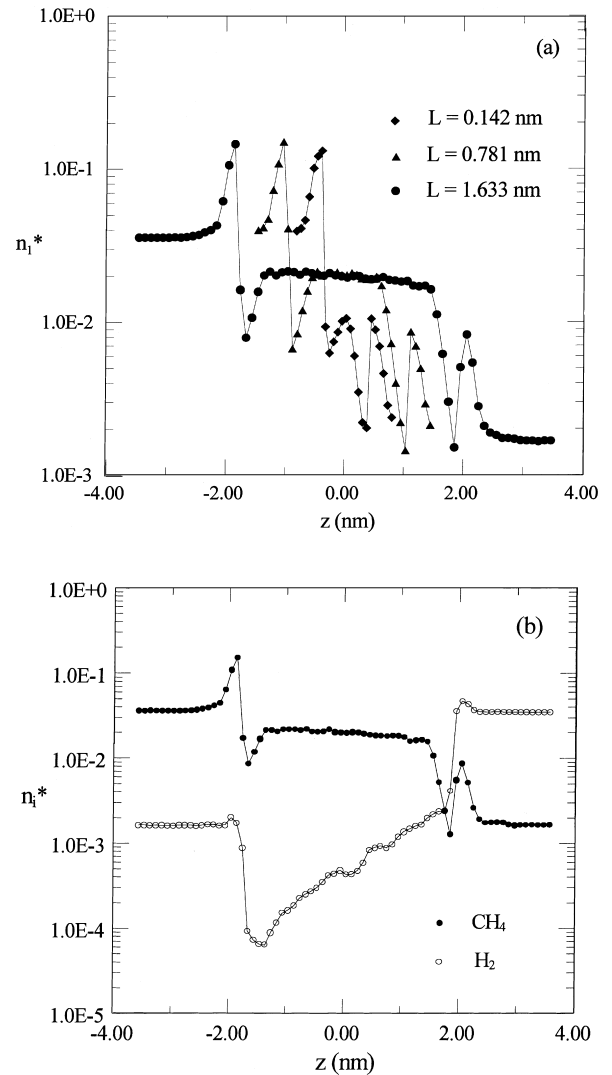 1.0E+0
(a)
L = 0.142 nm
L = 0.781 nm
1.0E-1
L = 1.633 nm
n1*
1.0E-2
1.0E-3
-4.00 -2.00 0.00 2.00 4.00
z (nm)
1.0E+0
(b)
1.0E-1
1.0E-2
ni*
1.0E-3
CH4
1.0E-4
H2
1.0E-5
-4.00 -2.00 0.00 2.00 4.00
z (nm)